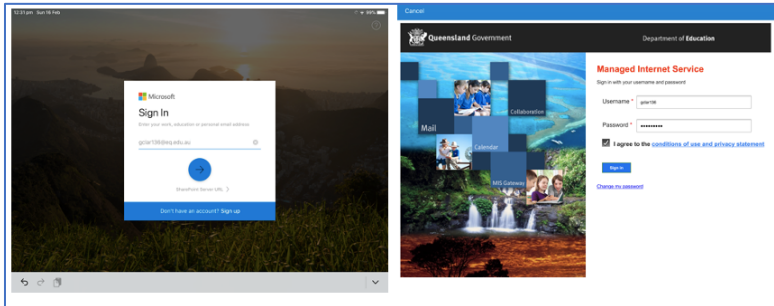 12:31 pm Sun 16 Feb
98%
Microsoft
Sign In
Enter your work, education or personal email address
SharePoint Server URL
Don't have an account? Sign up
Cancel
Queensland Government
Department of Education
Managed Internet Service
Sign in with your username and password
Username *
Password *
I agree to the conditions of use and privacy statement
Sign in
Change my password
Collaboration
Mail
Calendar
MIS Gateway